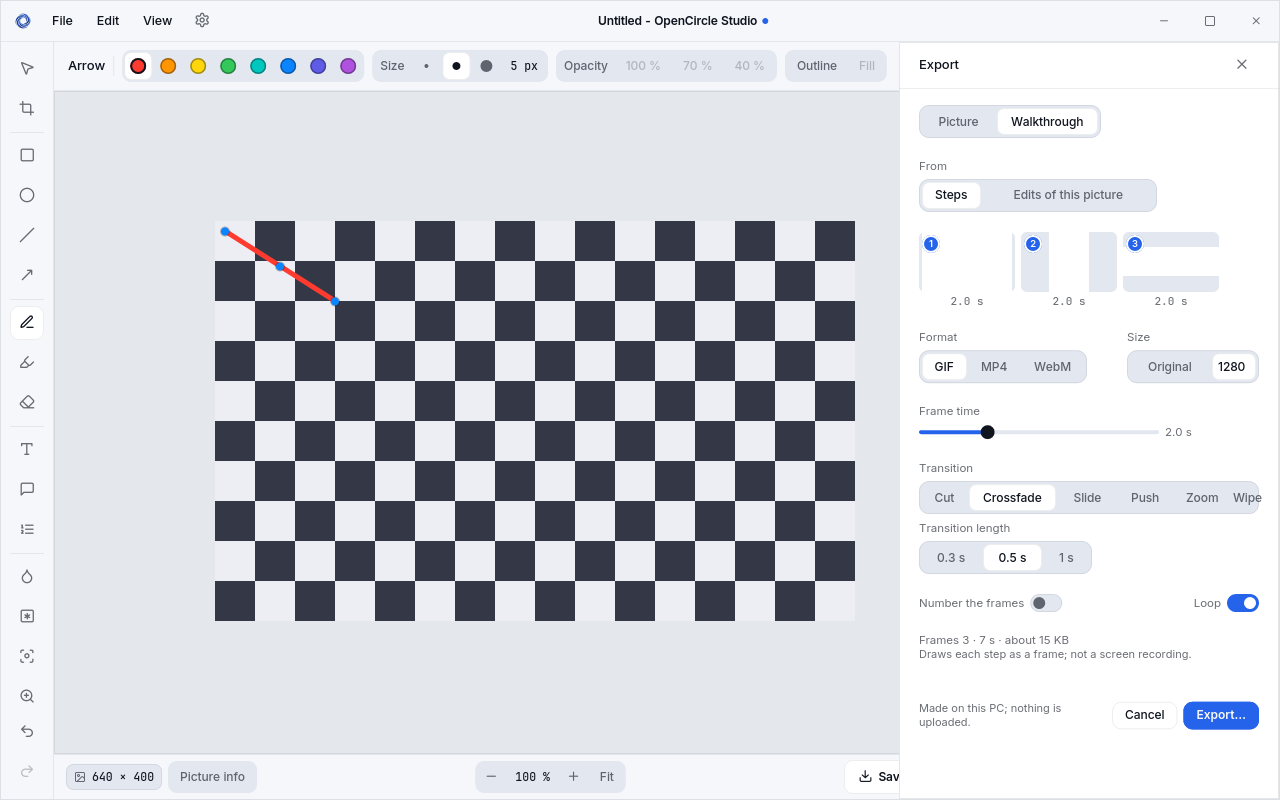 File Edit View
Untitled - OpenCircle Studio
Arrow
Size
5 px
Opacity 100 % 70 % 40 %
Outline Fill
Export
Picture Walkthrough
From
Steps Edits of this picture
1 2 3
2.0 s 2.0 s 2.0 s
Format Size
GIF MP4 WebM Original 1280
Frame time
2.0 s
Transition
Cut Crossfade Slide Push Zoom Wipe
Transition length
0.3 s 0.5 s 1 s
Number the frames Loop
Frames 3 · 7 s · about 15 KB
Draws each step as a frame; not a screen recording.
Made on this PC; nothing is
uploaded.
Cancel Export...
640 × 400 Picture info
100 % Fit
Sav